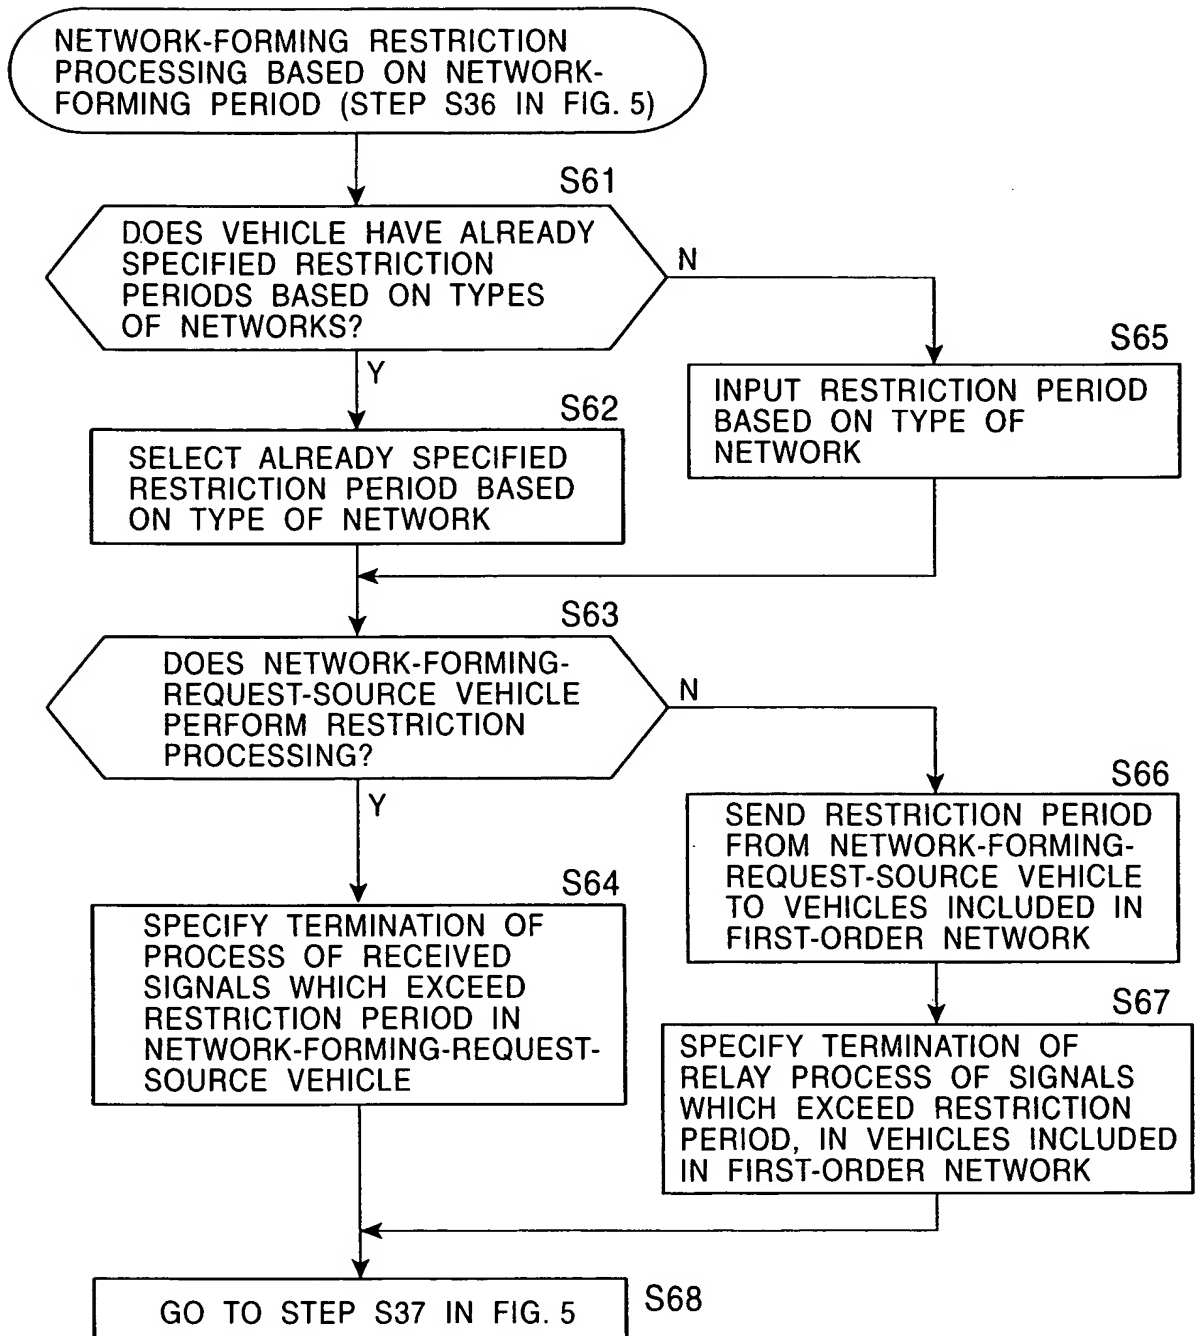 NETWORK-FORMING RESTRICTION
PROCESSING BASED ON NETWORK-
FORMING PERIOD (STEP S36 IN FIG. 5)
S61
DOES VEHICLE HAVE ALREADY
SPECIFIED RESTRICTION
PERIODS BASED ON TYPES
OF NETWORKS?
N
Y
S65
INPUT RESTRICTION PERIOD
BASED ON TYPE OF
NETWORK
S62
SELECT ALREADY SPECIFIED
RESTRICTION PERIOD BASED
ON TYPE OF NETWORK
S63
DOES NETWORK-FORMING-
REQUEST-SOURCE VEHICLE
PERFORM RESTRICTION
PROCESSING?
N
Y
S66
SEND RESTRICTION PERIOD
FROM NETWORK-FORMING-
REQUEST-SOURCE VEHICLE
TO VEHICLES INCLUDED IN
FIRST-ORDER NETWORK
S64
SPECIFY TERMINATION OF
PROCESS OF RECEIVED
SIGNALS WHICH EXCEED
RESTRICTION PERIOD IN
NETWORK-FORMING-REQUEST-
SOURCE VEHICLE
S67
SPECIFY TERMINATION OF
RELAY PROCESS OF SIGNALS
WHICH EXCEED RESTRICTION
PERIOD, IN VEHICLES INCLUDED
IN FIRST-ORDER NETWORK
GO TO STEP S37 IN FIG. 5
S68